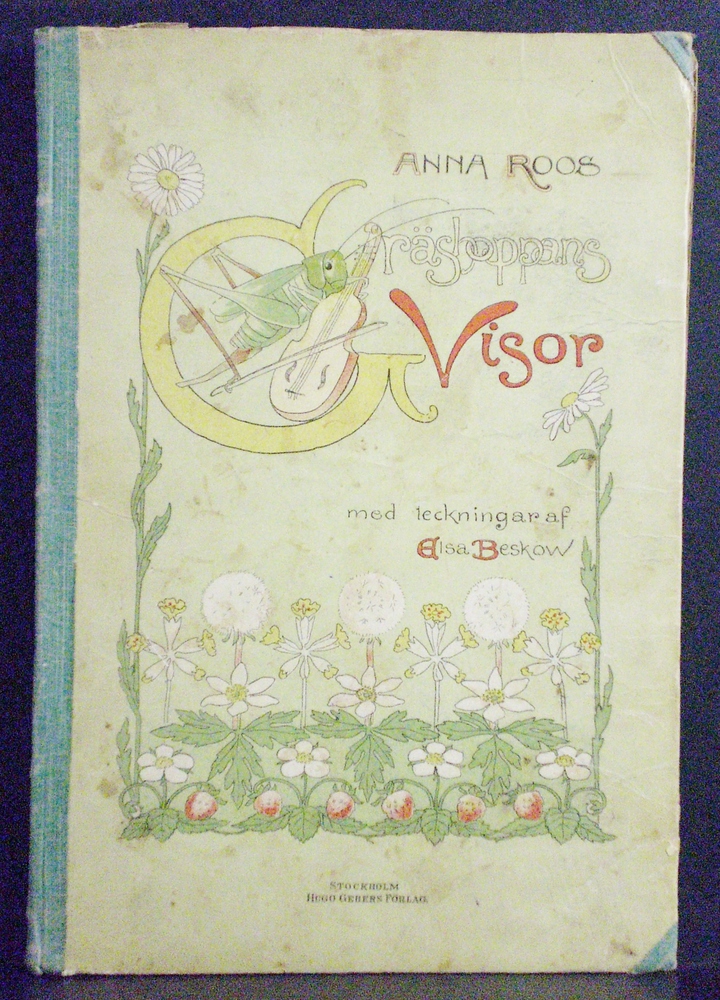 ANNA ROOS
Gräshoppans
Visor
med teckningar af
Elsa Beskow
STOCKHOLM
HUGO GEBERS FÖRLAG.